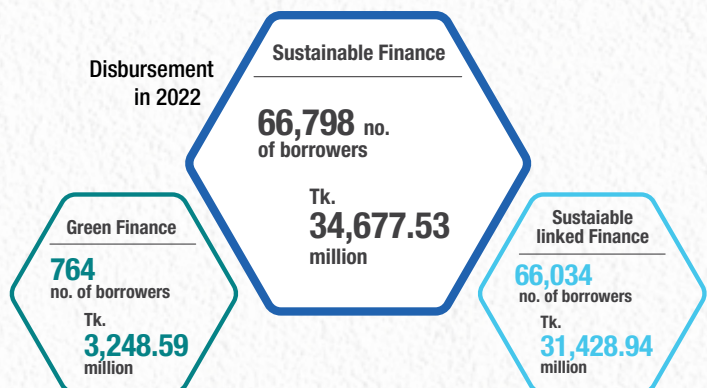 Disbursement
in 2022
Sustainable Finance
66,798 no.
of borrowers
Tk.
34,677.53
million
Green Finance
764
no. of borrowers
Tk.
3,248.59
million
Sustaiable
linked Finance
66,034
no. of borrowers
Tk.
31,428.94
million